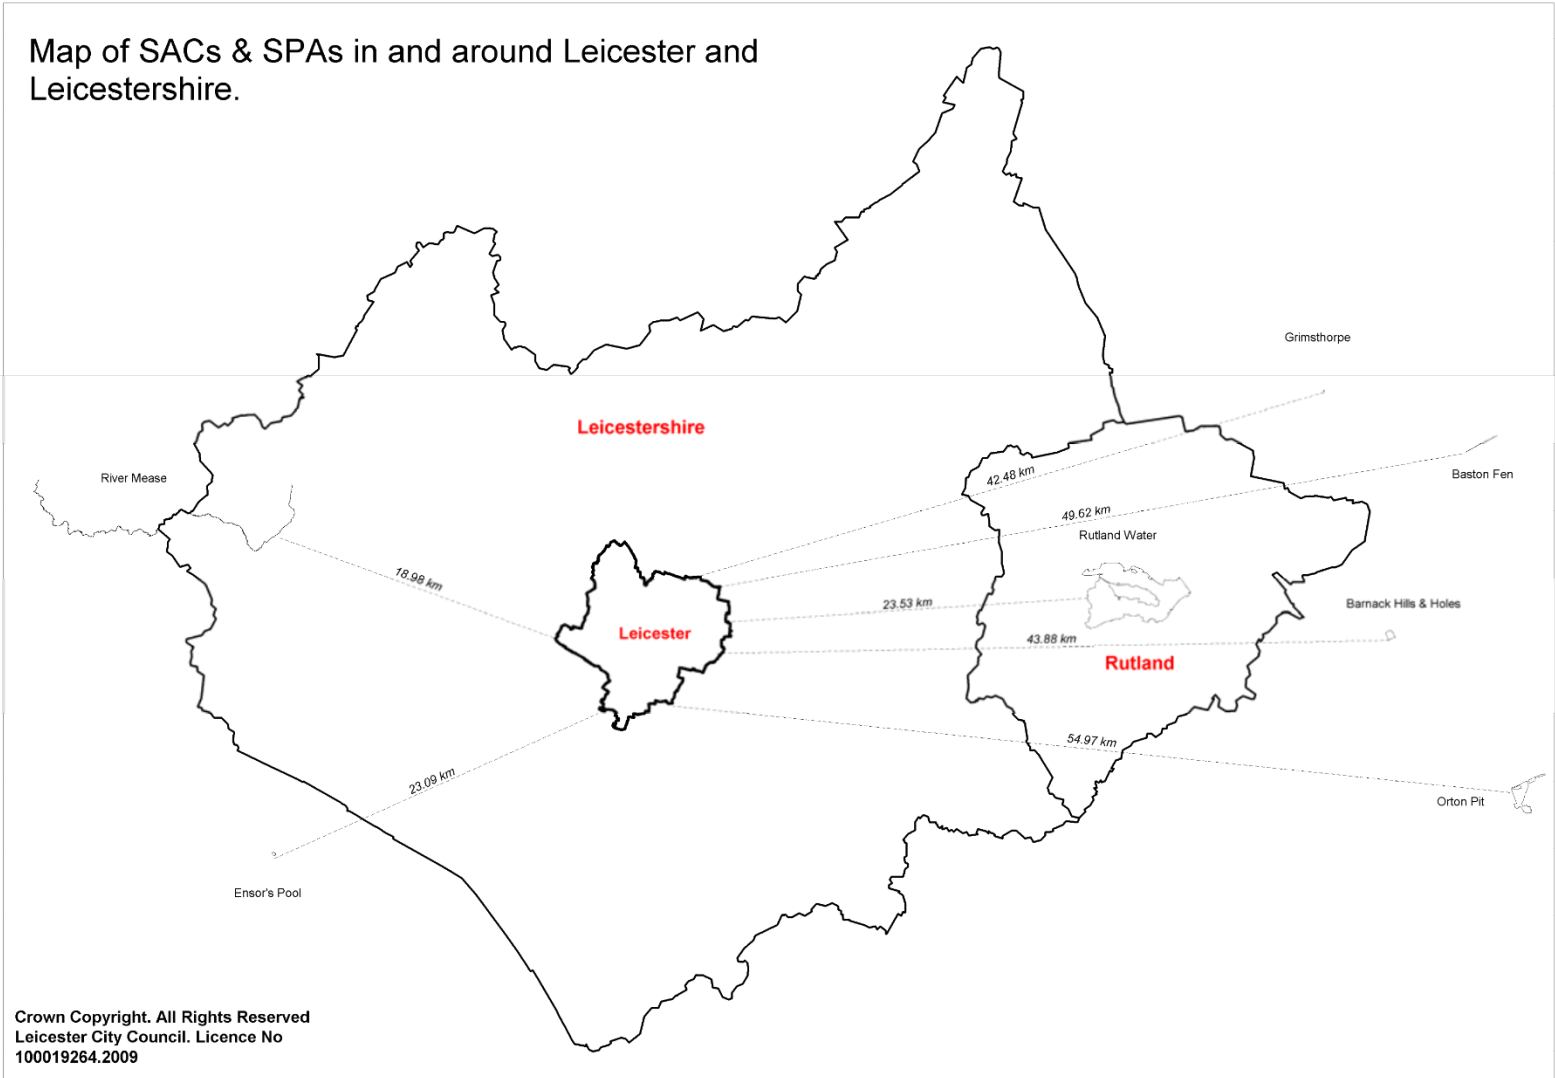 Map of SACs & SPAs in and around Leicester and
Leicestershire.
Grimsthorpe
Leicestershire
River Mease
42.48 km
Baston Fen
49.62 km
Rutland Water
18.98 km
23.53 km
Barnack Hills & Holes
Leicester
43.88 km
Rutland
54.97 km
23.09 km
Orton Pit
Ensor's Pool
Crown Copyright. All Rights Reserved
Leicester City Council. Licence No
100019264.2009